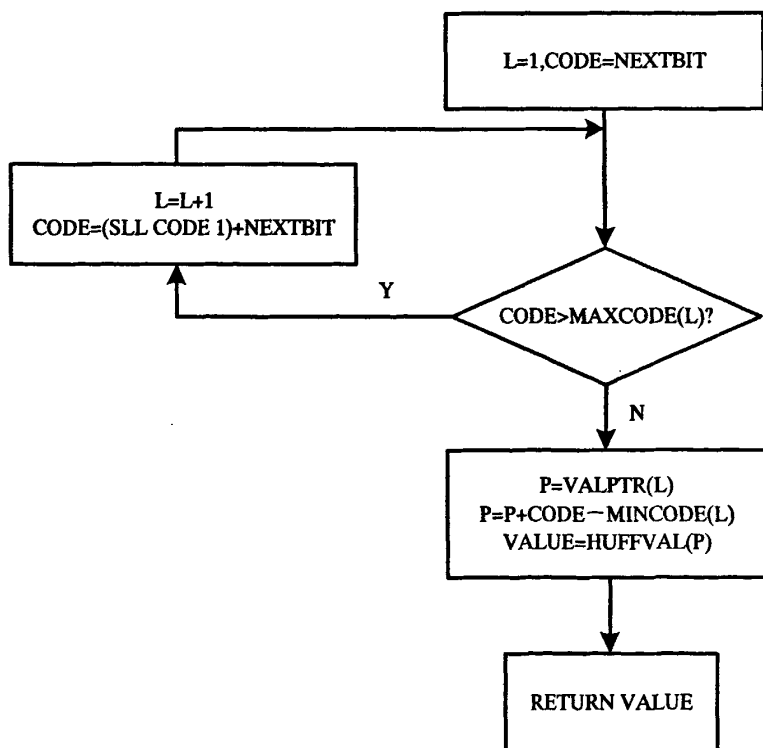 L=1,CODE=NEXTBIT
L=L+1
CODE=(SLL CODE 1)+NEXTBIT
Y
CODE>MAXCODE(L)?
N
P=VALPTR(L)
P=P+CODE－MINCODE(L)
VALUE=HUFFVAL(P)
RETURN VALUE